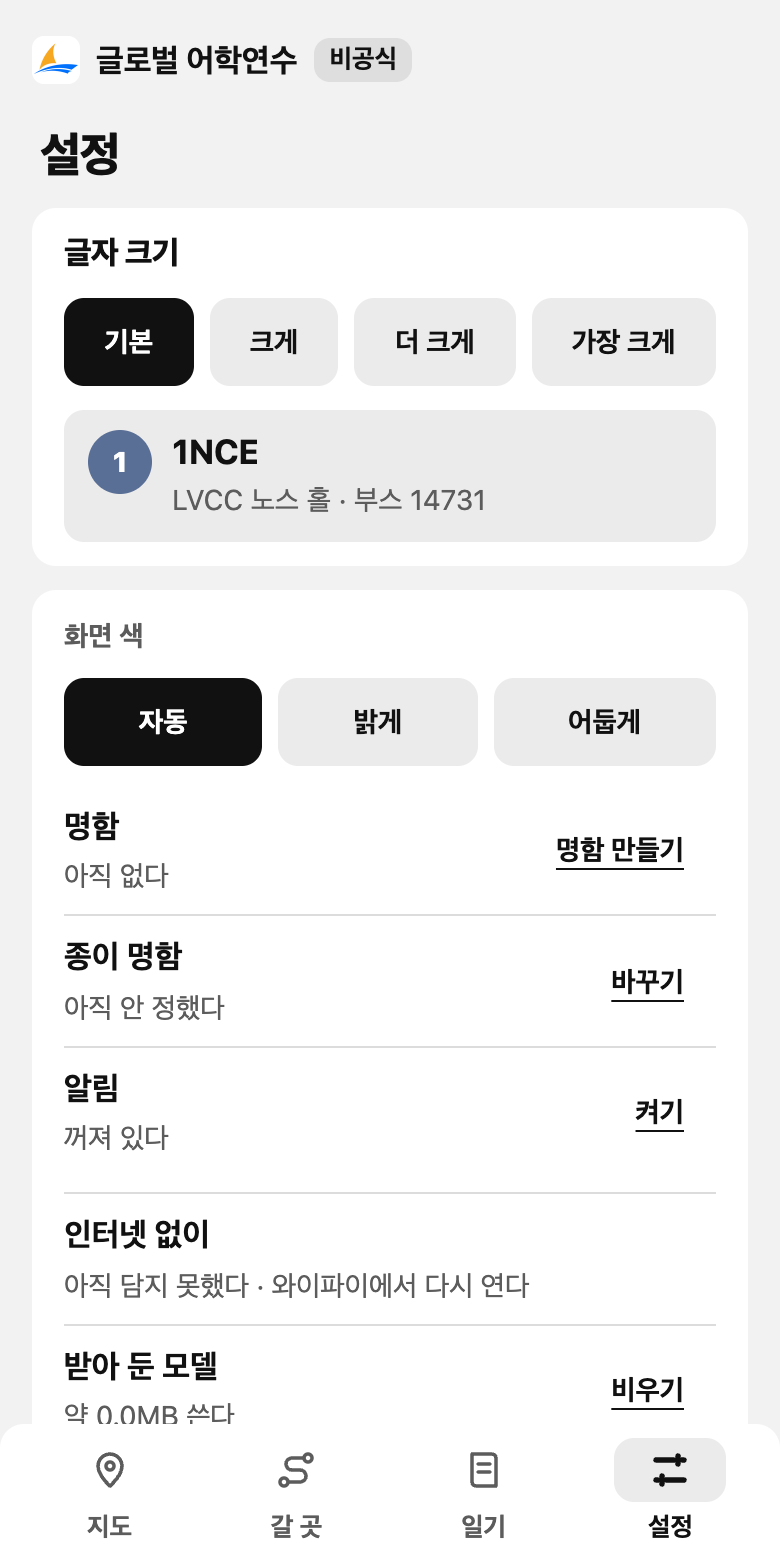 글로벌 어학연수 비공식
설정
글자 크기
기본 크게 더 크게 가장 크게
1 1NCE
LVCC 노스 홀 · 부스 14731
화면 색
자동 밝게 어둡게
명함
아직 없다
명함 만들기
종이 명함
아직 안 정했다
바꾸기
알림
꺼져 있다
켜기
인터넷 없이
아직 담지 못했다 · 와이파이에서 다시 연다
받아 둔 모델
약 0.0MB 쓴다
비우기
지도 갈 곳 일기 설정